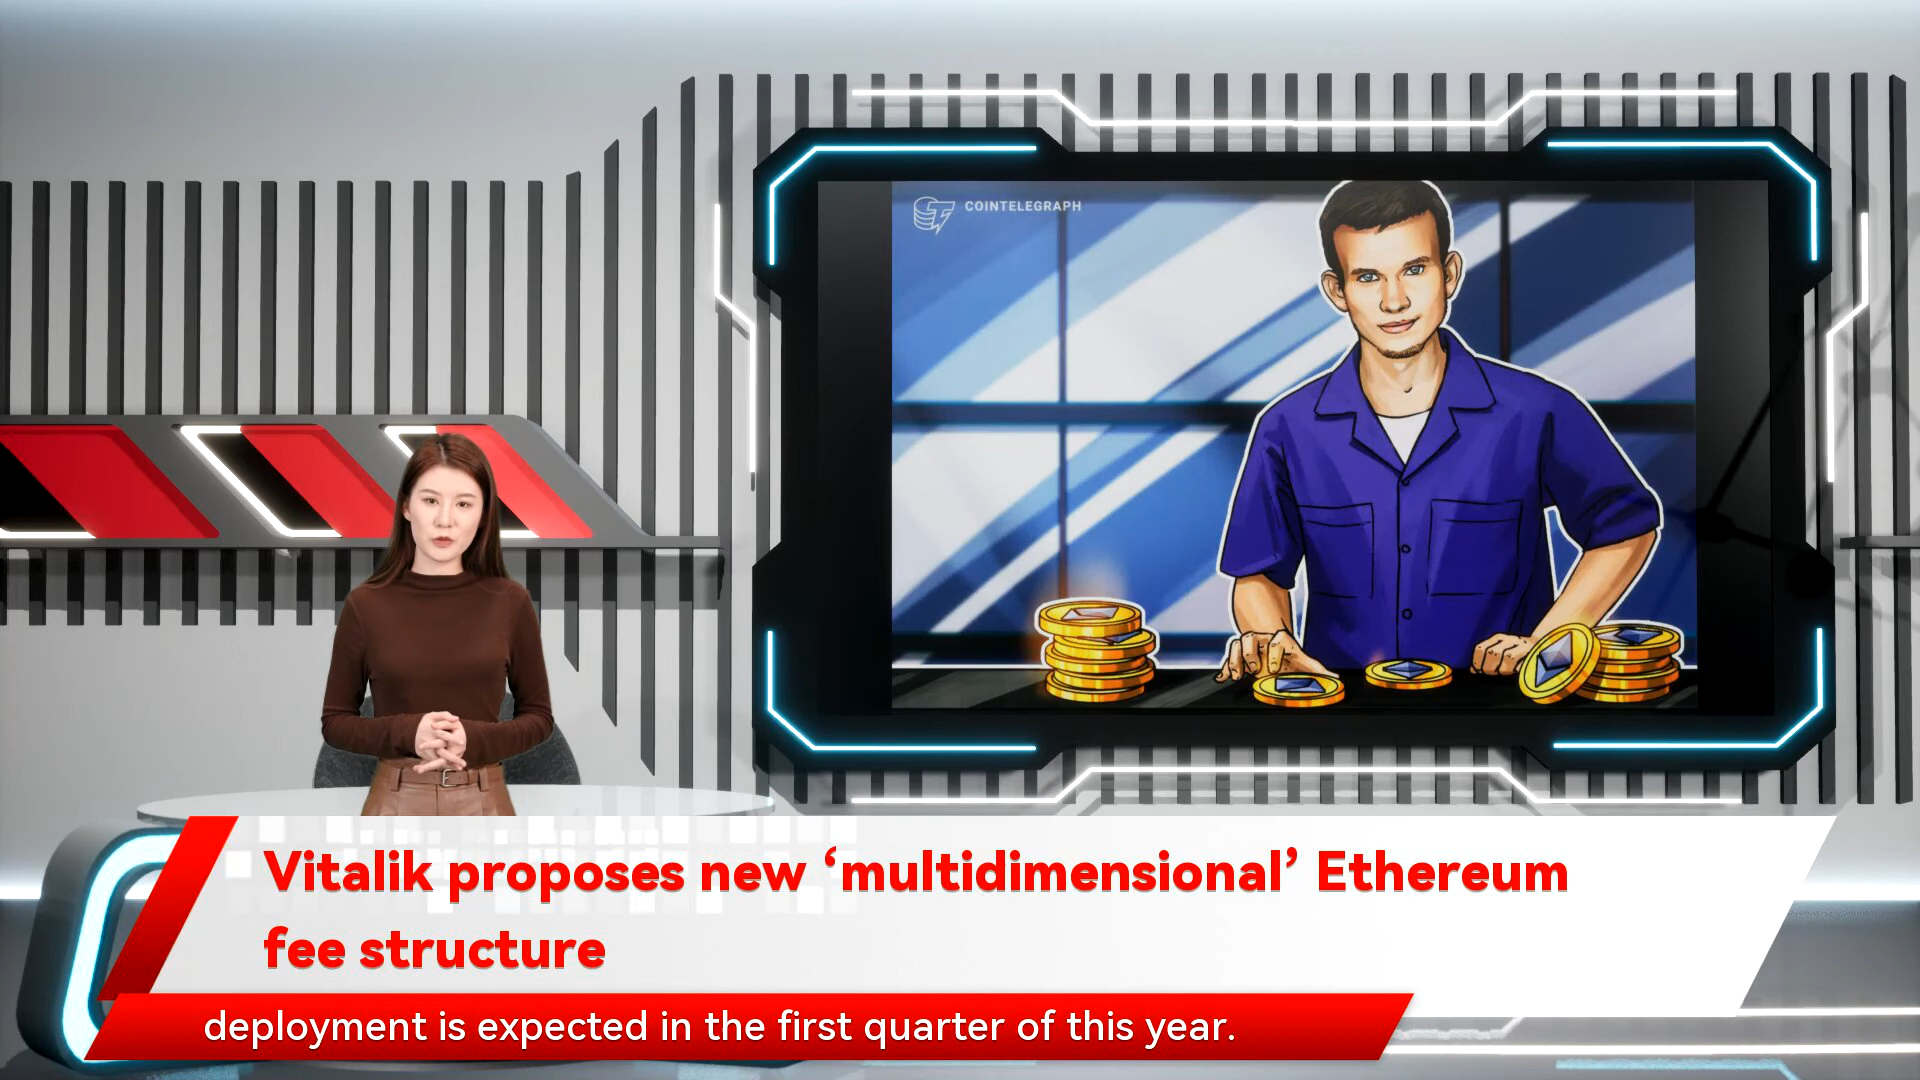 COINTELEGRAPH
Vitalik proposes new ‘multidimensional’ Ethereum
fee structure
deployment is expected in the first quarter of this year.